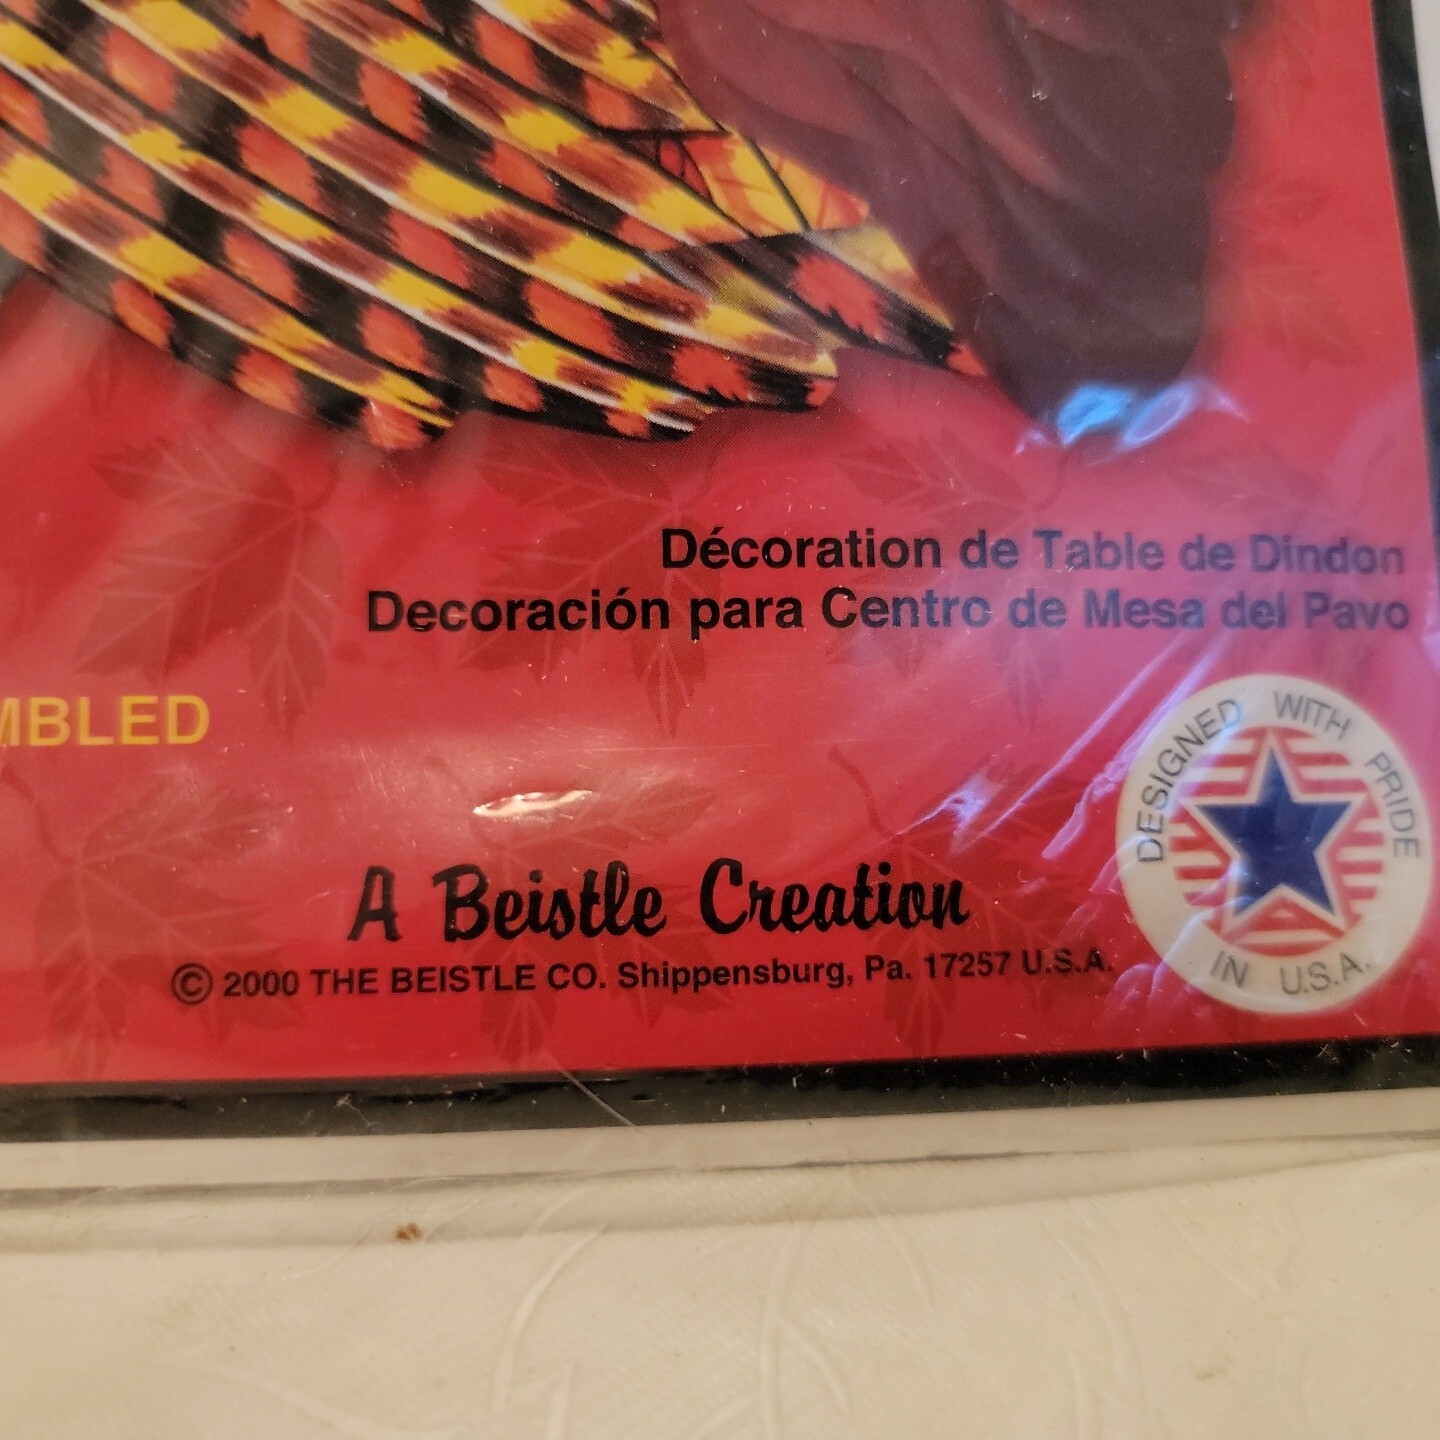 Décoration de Table de Dindon
Decoración para Centro de Mesa del Pavo
MBLED
DESIGNED WITH PRIDE
IN U.S.A.
A Beistle Creation
© 2000 THE BEISTLE CO. Shippensburg, Pa. 17257 U.S.A.